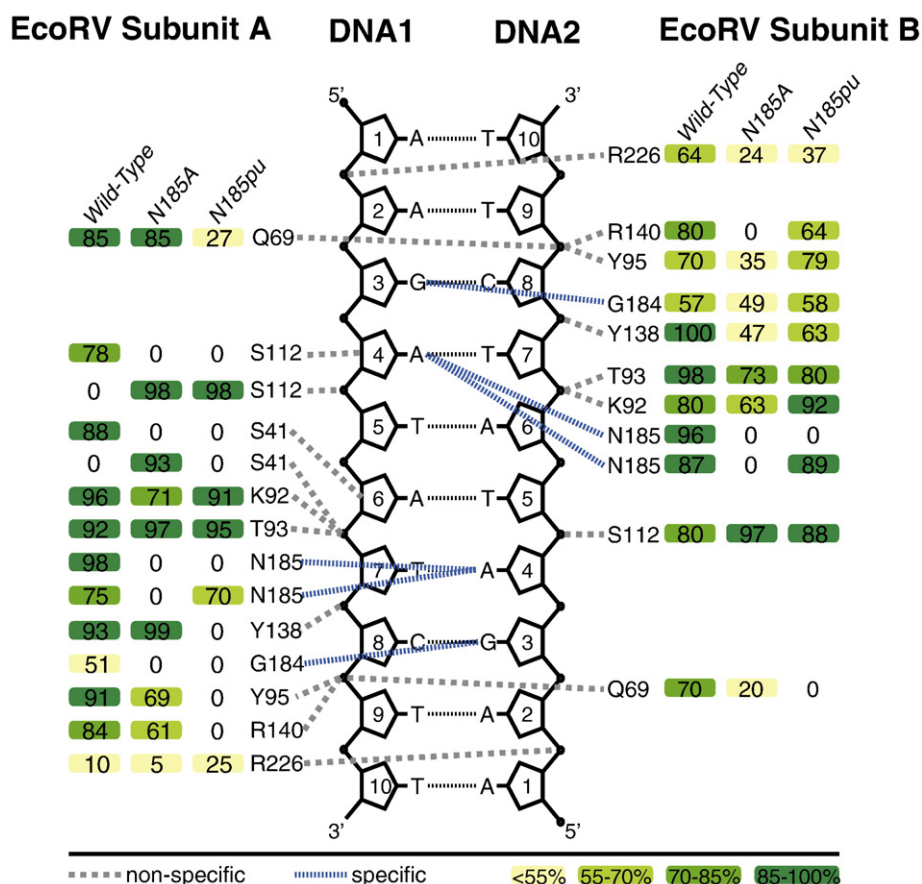 EcoRV Subunit A DNA1 DNA2 EcoRV Subunit B
Wild-Type N185A N185pu
5’ 3’
Wild-Type N185A N185pu
1 A T 10
R226 64 24 37
2 A T 9
85 85 27 Q69
R140 80 0 64
Y95 70 35 79
3 G C 8
G184 57 49 58
Y138 100 47 63
78 0 0 S112
4 A T 7
T93 98 73 80
0 98 98 S112
K92 80 63 92
5 T A 6
88 0 0 S41
N185 96 0 0
0 93 0 S41
N185 87 0 89
96 71 91 K92
6 A T 5
92 97 95 T93
S112 80 97 88
98 0 0 N185
7 T A 4
75 0 70 N185
93 99 0 Y138
8 C G 3
51 0 0 G184
91 69 0 Y95
Q69 70 20 0
9 T A 2
84 61 0 R140
10 5 25 R226
10 T A 1
3’ 5’
non-specific specific <55% 55-70% 70-85% 85-100%